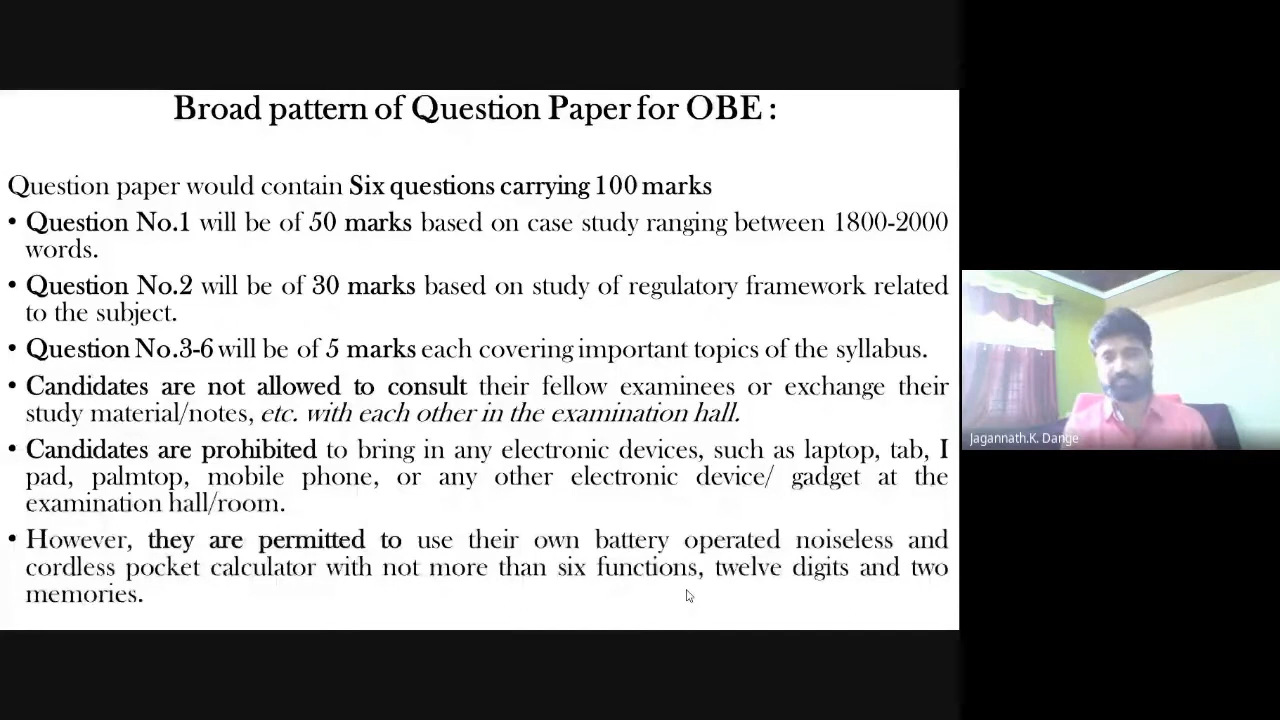 Broad pattern of Question Paper for OBE :
Question paper would contain Six questions carrying 100 marks
• Question No.1 will be of 50 marks based on case study ranging between 1800-2000
words.
• Question No.2 will be of 30 marks based on study of regulatory framework related
to the subject.
• Question No.3-6 will be of 5 marks each covering important topics of the syllabus.
• Candidates are not allowed to consult their fellow examinees or exchange their
study material/notes, etc. with each other in the examination hall.
• Candidates are prohibited to bring in any electronic devices, such as laptop, tab, I
pad, palmtop, mobile phone, or any other electronic device/ gadget at the
examination hall/room.
• However, they are permitted to use their own battery operated noiseless and
cordless pocket calculator with not more than six functions, twelve digits and two
memories.
Jagannath.K. Dange